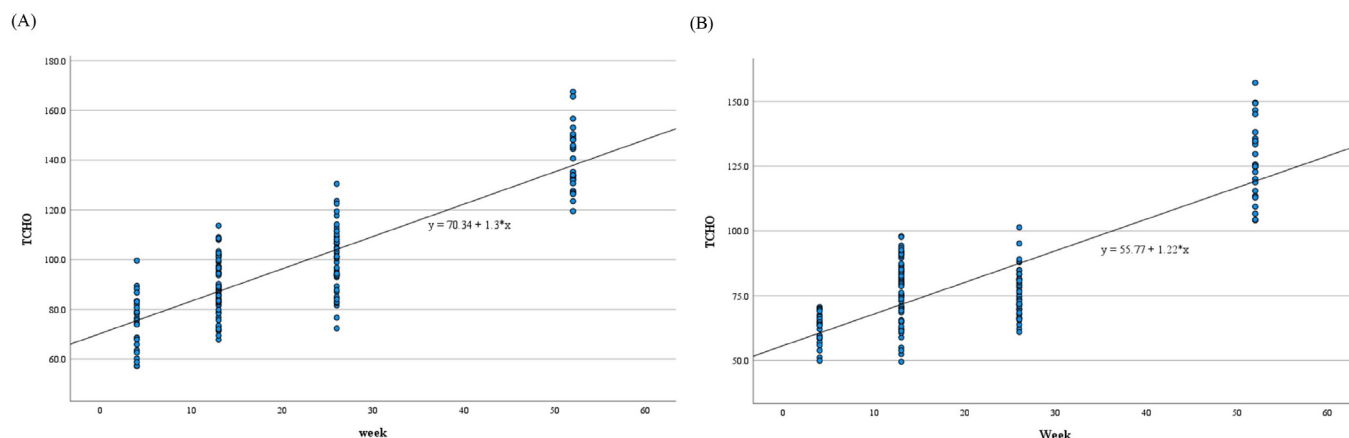 (A)
180.0
160.0
140.0
120.0
100.0
80.0
60.0
TCHO
y = 70.34 + 1.3*x
0 10 20 30 40 50 60
week
(B)
150.0
125.0
100.0
75.0
50.0
TCHO
y = 55.77 + 1.22*x
0 10 20 30 40 50 60
Week